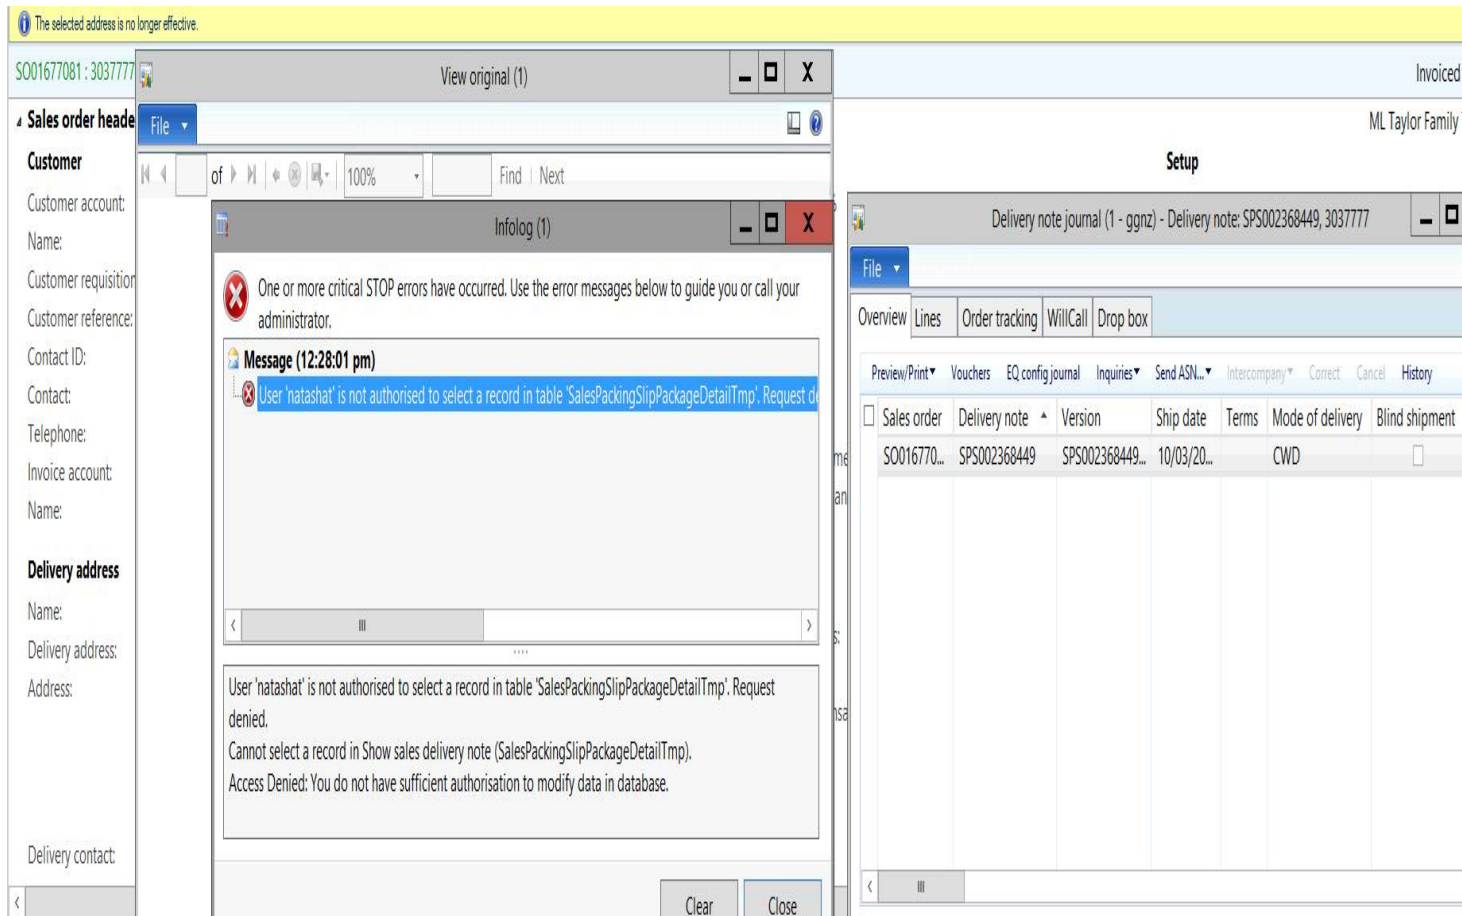 The selected address is no longer effective.
SO01677081 : 3037777
Invoiced
Sales order heade
ML Taylor Family
Customer
Setup
Customer account:
Name:
Customer requisition
Customer reference:
Contact ID:
Contact:
Telephone:
Invoice account:
Name:
Delivery address
Name:
Delivery address:
Address:
Delivery contact:
View original (1)
File
of
100%
Find
Next
Infolog (1)
One or more critical STOP errors have occurred. Use the error messages below to guide you or call your
administrator.
Message (12:28:01 pm)
User 'natashat' is not authorised to select a record in table 'SalesPackingSlipPackageDetailTmp'. Request de
User 'natashat' is not authorised to select a record in table 'SalesPackingSlipPackageDetailTmp'. Request
denied.
Cannot select a record in Show sales delivery note (SalesPackingSlipPackageDetailTmp).
Access Denied: You do not have sufficient authorisation to modify data in database.
Clear Close
Delivery note journal (1 - ggnz) - Delivery note: SPS002368449, 3037777
File
Overview Lines Order tracking WillCall Drop box
Preview/Print Vouchers EQ config journal Inquiries Send ASN... Intercompany Correct Cancel History
Sales order Delivery note Version Ship date Terms Mode of delivery Blind shipment
SO016770... SPS002368449 SPS002368449... 10/03/20... CWD